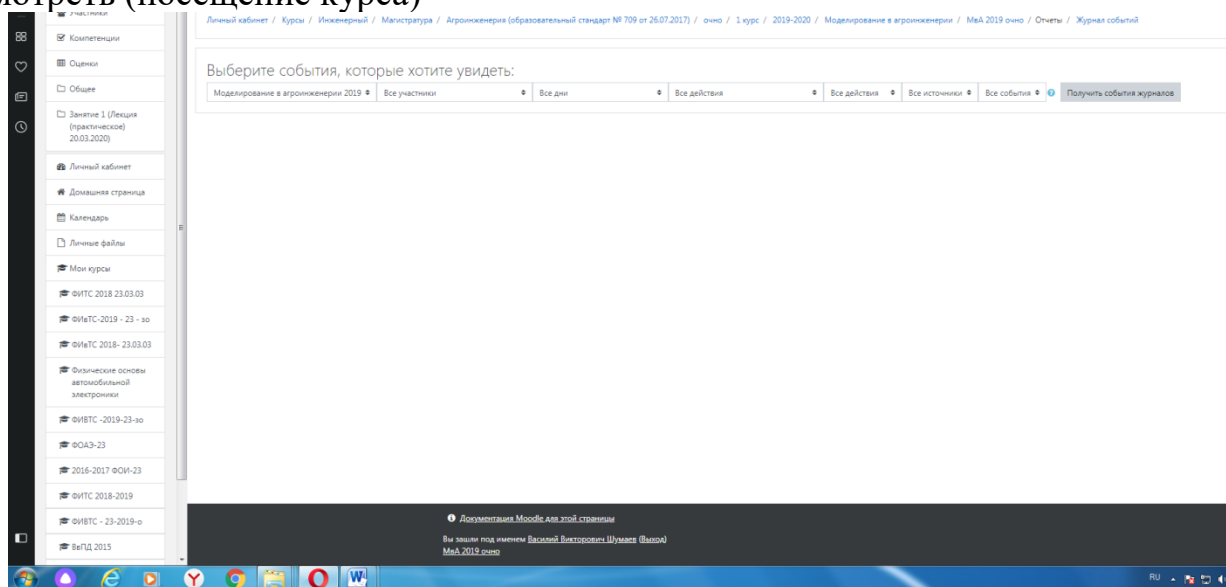 мотреть (посещение курса)
Участники
Компетенции
Оценки
Общее
Занятие 1 (Лекция
(практическое)
20.03.2020)
Личный кабинет
Домашняя страница
Календарь
Личные файлы
Мои курсы
ФИТС 2018 23.03.03
ФИвТС-2019 - 23 - зо
ФИвТС 2018- 23.03.03
Физические основы
автомобильной
электроники
ФИВТС -2019-23-зо
ФОАЭ-23
2016-2017 ФОИ-23
ФИТС 2018-2019
ФИВТС - 23-2019-о
ВвПД 2015
Личный кабинет / Курсы / Инженерный / Магистратура / Агроинженерия (образовательный стандарт № 709 от 26.07.2017) / очно / 1 курс / 2019-2020 / Моделирование в агроинженерии / МвА 2019 очно / Отчеты / Журнал событий
Выберите события, которые хотите увидеть:
Моделирование в агроинженерии 2019 Все участники Все дни Все действия Все действия Все источники Все события Получить события журналов
Документация Moodle для этой страницы
Вы зашли под именем Василий Викторович Шумаев (Выход)
МвА 2019 очно
RU